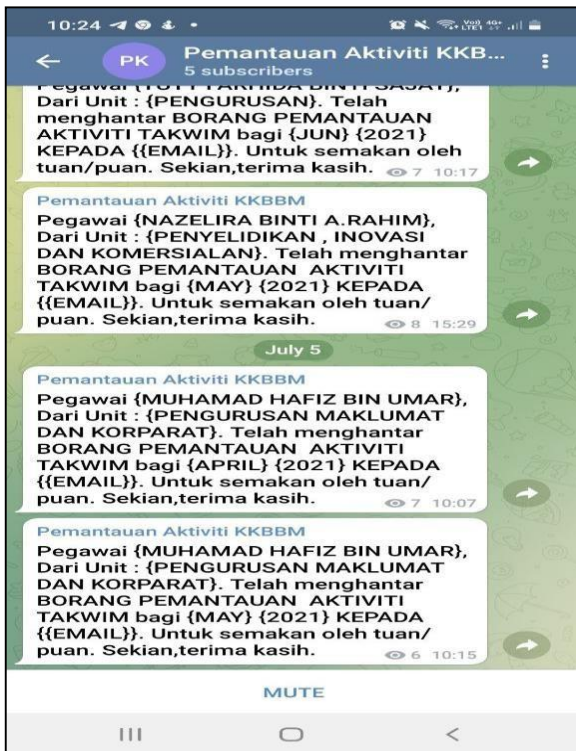 10:24
PK
Pemantauan Aktiviti KKB...
5 subscribers
Dari Unit : {PENGURUSAN}. Telah
menghantar BORANG PEMANTAUAN
AKTIVITI TAKWIM bagi {JUN} {2021}
KEPADA {{EMAIL}}. Untuk semakan oleh
tuan/puan. Sekian,terima kasih. 7 10:17
Pemantauan Aktiviti KKBBM
Pegawai {NAZELIRA BINTI A.RAHIM},
Dari Unit : {PENYELIDIKAN , INOVASI
DAN KOMERSIALAN}. Telah menghantar
BORANG PEMANTAUAN AKTIVITI
TAKWIM bagi {MAY} {2021} KEPADA
{{EMAIL}}. Untuk semakan oleh tuan/
puan. Sekian,terima kasih. 8 15:29
July 5
Pemantauan Aktiviti KKBBM
Pegawai {MUHAMAD HAFIZ BIN UMAR},
Dari Unit : {PENGURUSAN MAKLUMAT
DAN KORPARAT}. Telah menghantar
BORANG PEMANTAUAN AKTIVITI
TAKWIM bagi {APRIL} {2021} KEPADA
{{EMAIL}}. Untuk semakan oleh tuan/
puan. Sekian,terima kasih. 7 10:07
Pemantauan Aktiviti KKBBM
Pegawai {MUHAMAD HAFIZ BIN UMAR},
Dari Unit : {PENGURUSAN MAKLUMAT
DAN KORPARAT}. Telah menghantar
BORANG PEMANTAUAN AKTIVITI
TAKWIM bagi {MAY} {2021} KEPADA
{{EMAIL}}. Untuk semakan oleh tuan/
puan. Sekian,terima kasih. 6 10:15
MUTE